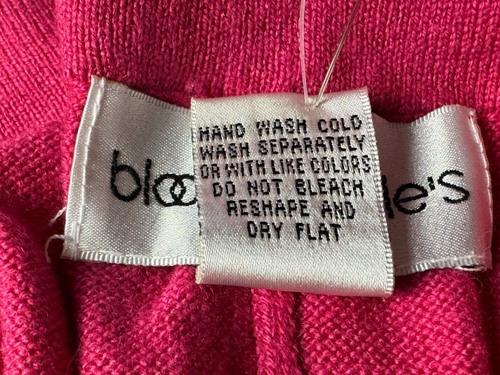 HAND WASH COLD
WASH SEPARATELY
OR WITH LIKE COLORS
DO NOT BLEACH
RESHAPE AND
DRY FLAT